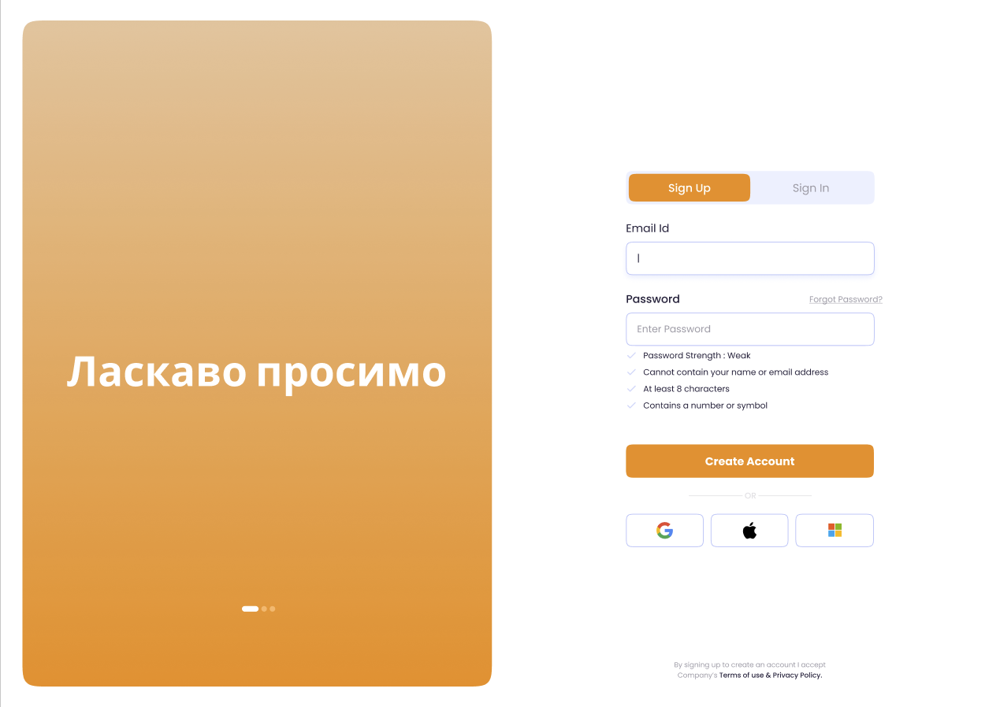 Ласкаво просимо
Sign Up
Sign In
Email Id
Password
Forgot Password?
Enter Password
Password Strength : Weak
Cannot contain your name or email address
At least 8 characters
Contains a number or symbol
Create Account
OR
By signing up to create an account I accept
Company's Terms of use & Privacy Policy.